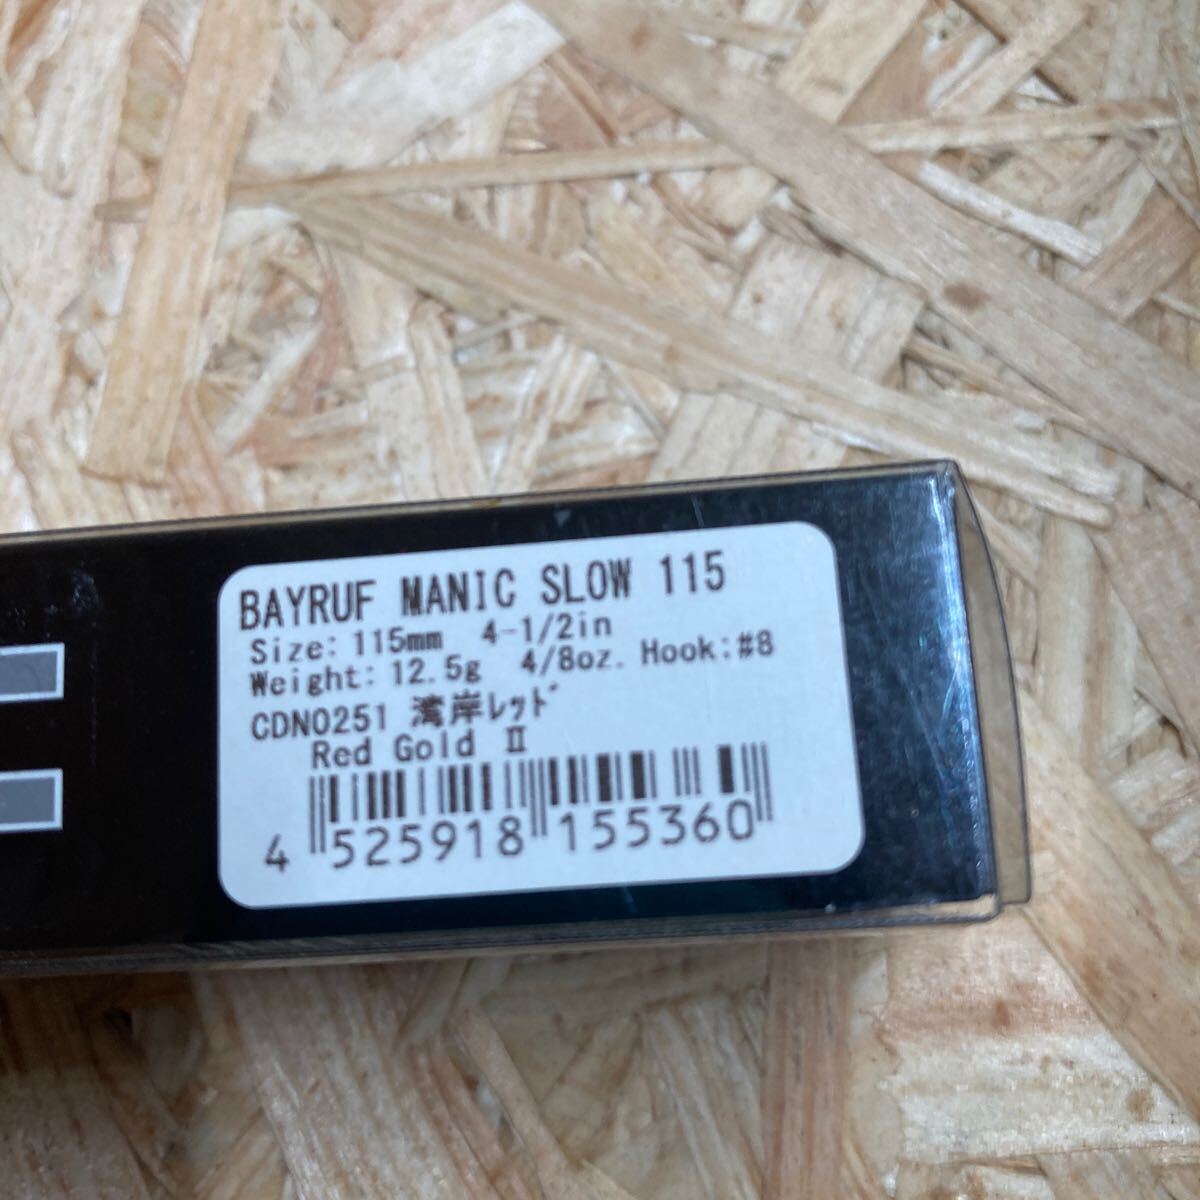 BAYRUF MANIC SLOW 115
Size: 115mm 4-1/2in
Weight: 12.5g 4/8oz. Hook:#8
CDN0251 湾岸ﾚｯﾄﾞ
Red Gold Ⅱ
4 525918 155360